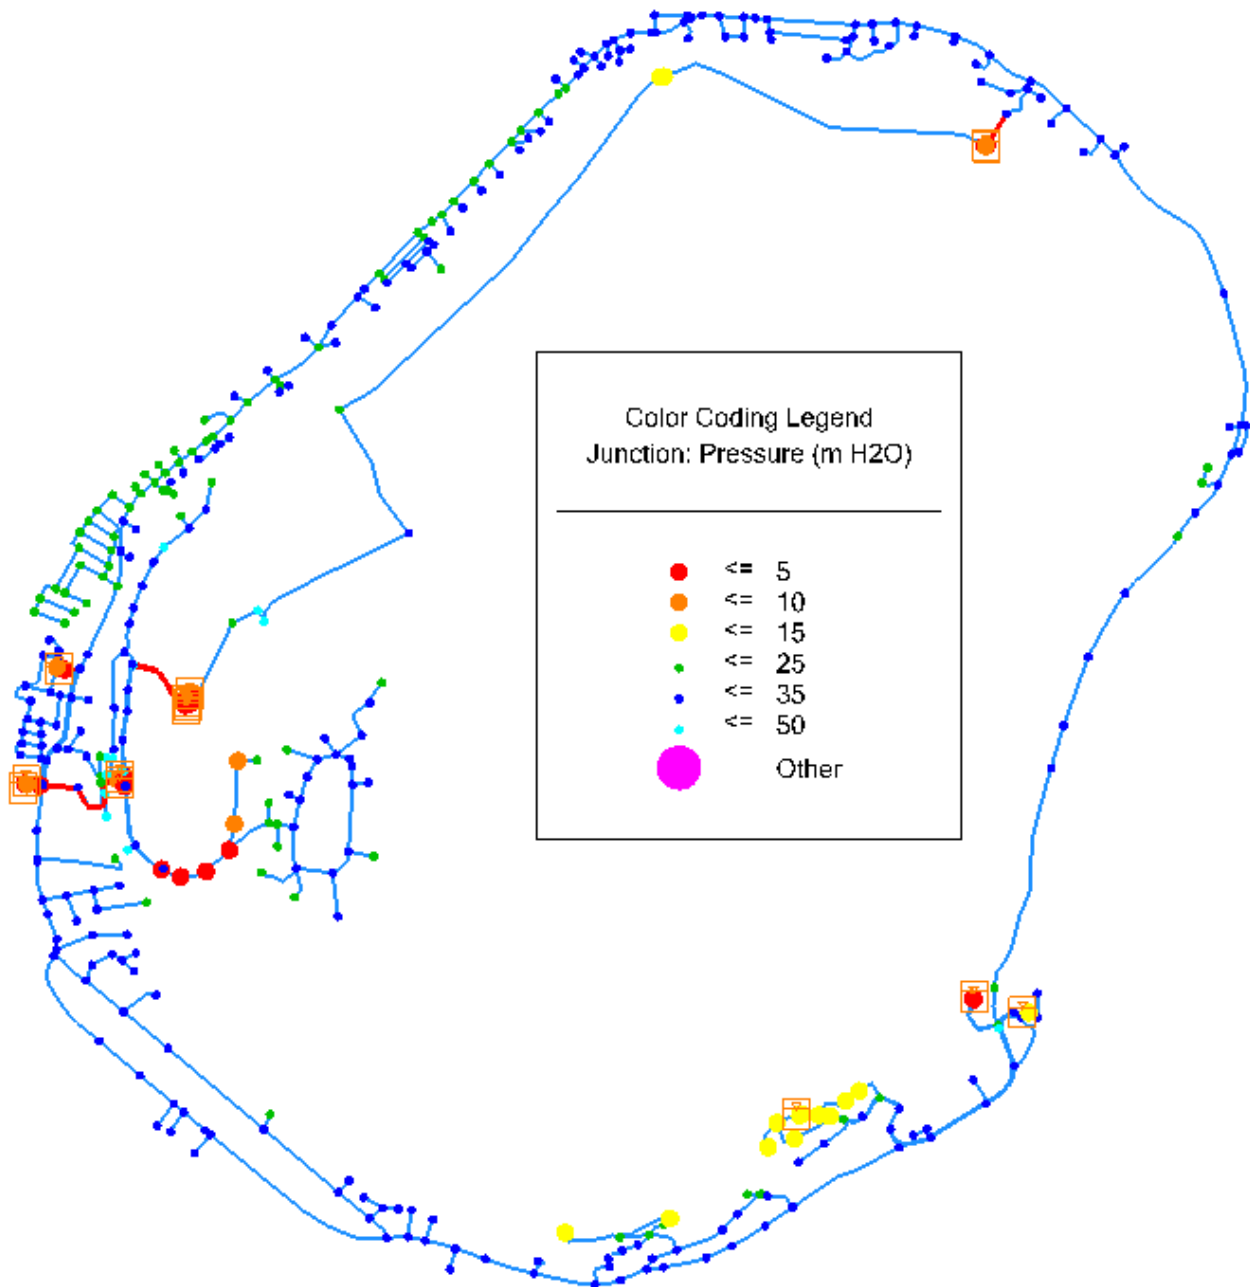 Color Coding Legend
Junction: Pressure (m H2O)
<= 5
<= 10
<= 15
<= 25
<= 35
<= 50
Other